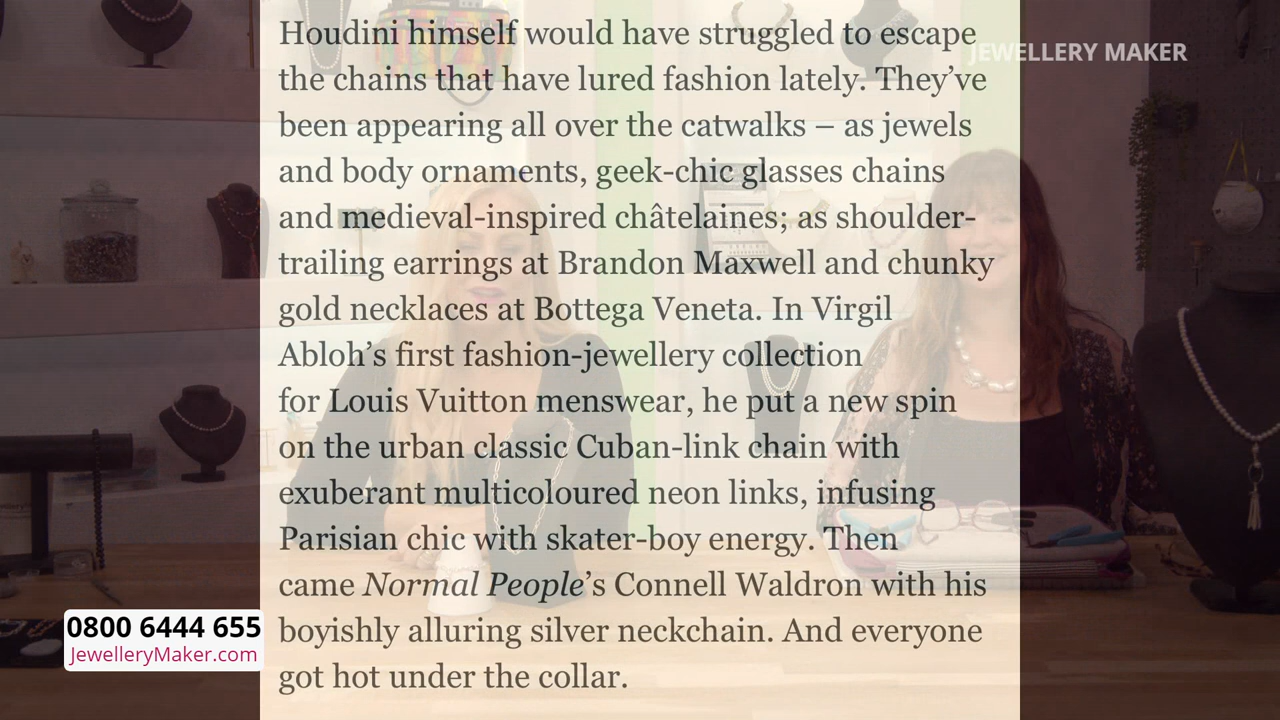 Houdini himself would have struggled to escape
the chains that have lured fashion lately. They’ve
been appearing all over the catwalks – as jewels
and body ornaments, geek-chic glasses chains
and medieval-inspired châtelaines; as shoulder-
trailing earrings at Brandon Maxwell and chunky
gold necklaces at Bottega Veneta. In Virgil
Abloh’s first fashion-jewellery collection
for Louis Vuitton menswear, he put a new spin
on the urban classic Cuban-link chain with
exuberant multicoloured neon links, infusing
Parisian chic with skater-boy energy. Then
came Normal People’s Connell Waldron with his
boyishly alluring silver neckchain. And everyone
got hot under the collar.
JEWELLERY MAKER
0800 6444 655
JewelleryMaker.com